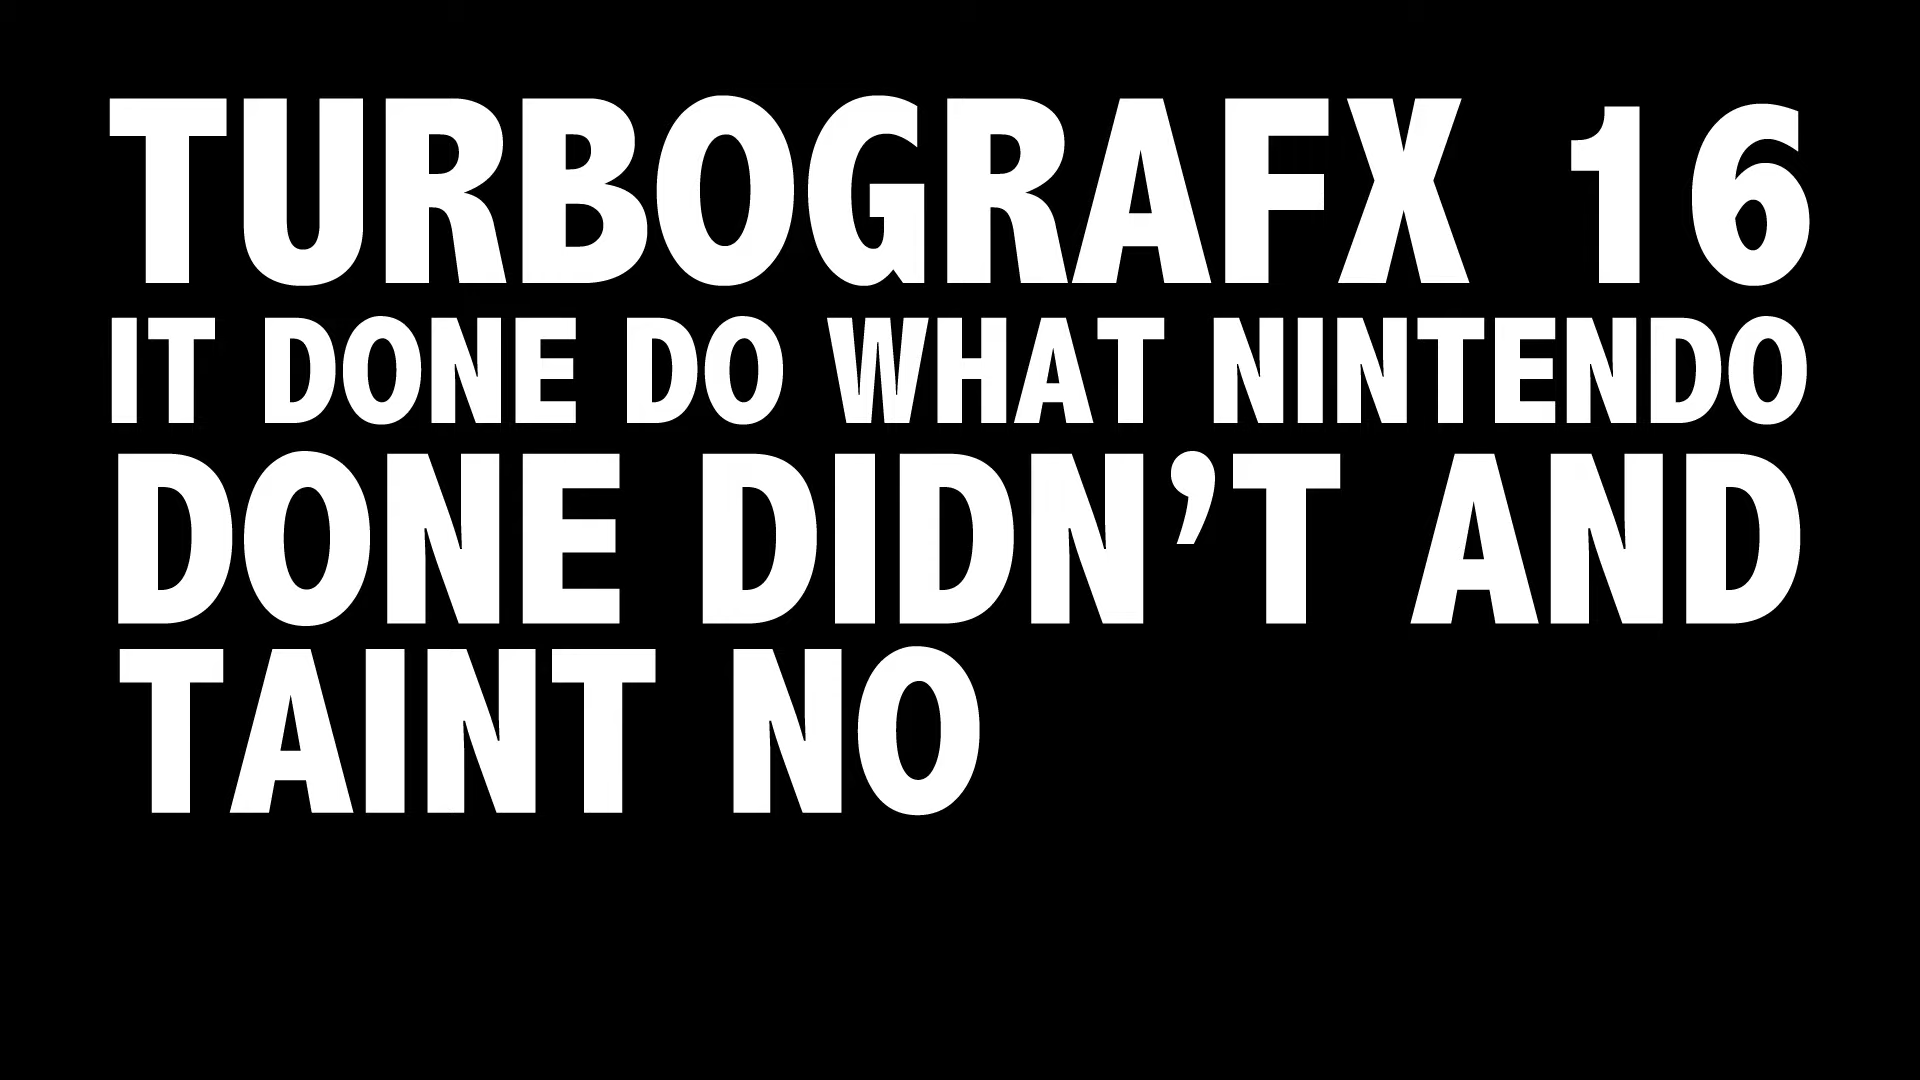 TURBOGRAFX 16
IT DONE DO WHAT NINTENDO
DONE DIDN’T AND
TAINT NO